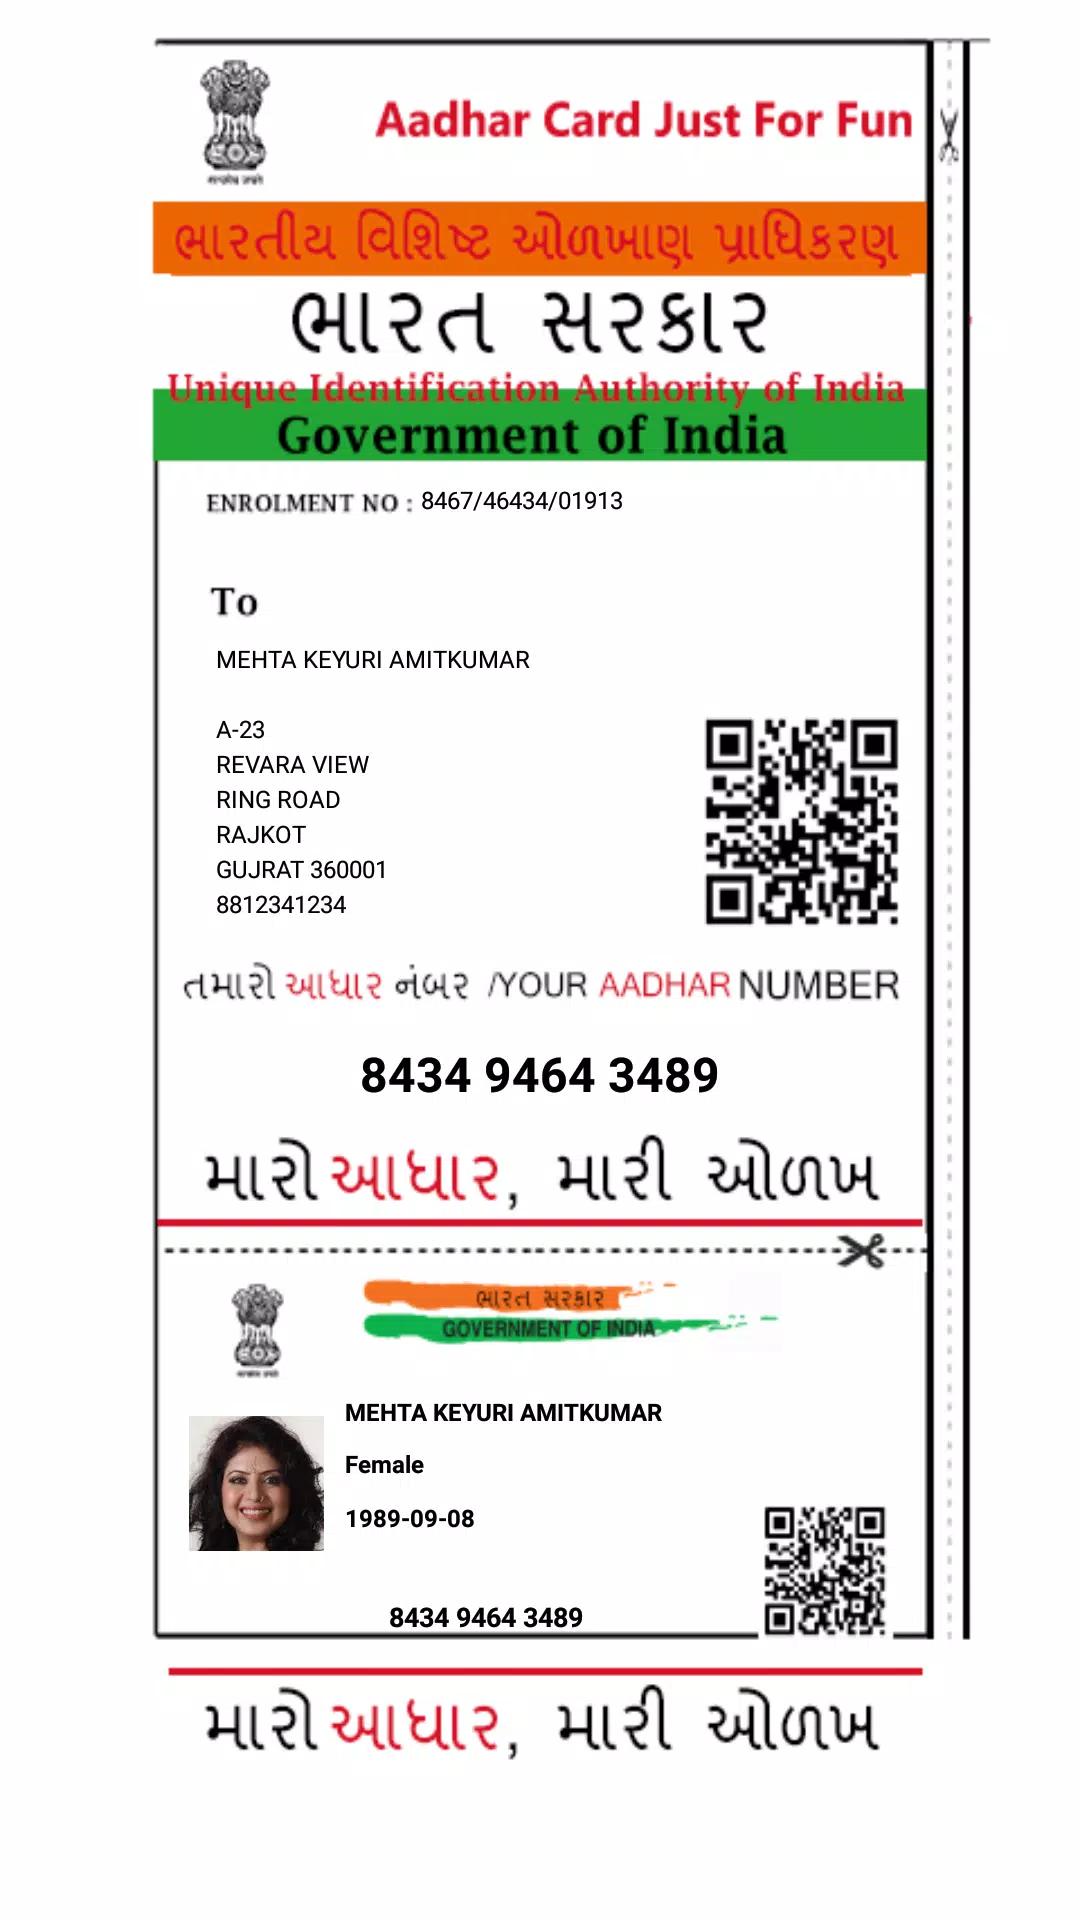 Aadhar Card Just For Fun
ભારતીય વિશિષ્ટ ઓળખાણ પ્રાધિકરણ
ભારત સરકાર
Unique Identification Authority of India
Government of India
ENROLMENT NO : 8467/46434/01913
To
MEHTA KEYURI AMITKUMAR
A-23
REVARA VIEW
RING ROAD
RAJKOT
GUJRAT 360001
8812341234
તમારો આધાર નંબર /YOUR AADHAR NUMBER
8434 9464 3489
મારો આધાર, મારી ઓળખ
ભારત સરકાર
GOVERNMENT OF INDIA
MEHTA KEYURI AMITKUMAR
Female
1989-09-08
8434 9464 3489
મારો આધાર, મારી ઓળખ